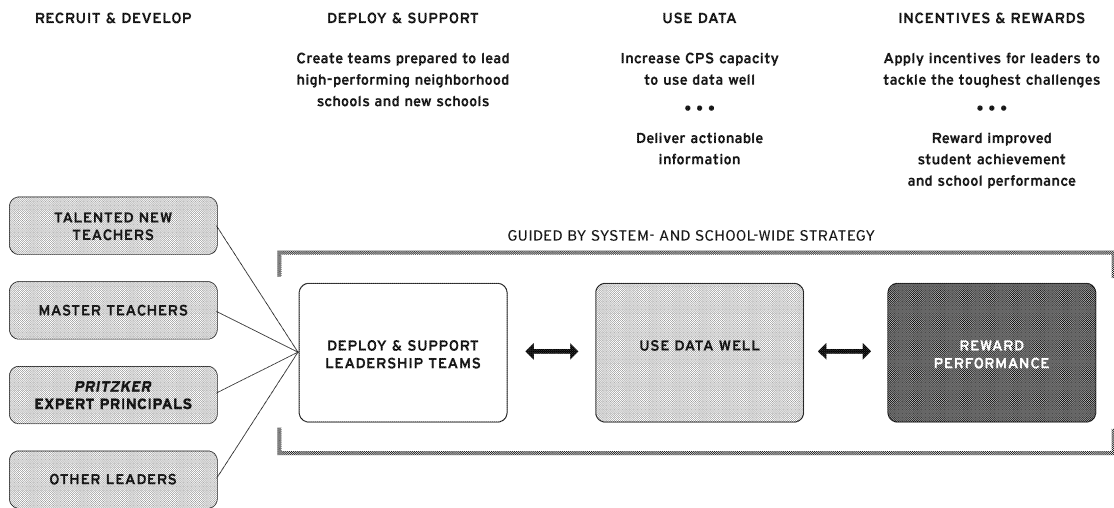 RECRUIT & DEVELOP
DEPLOY & SUPPORT
Create teams prepared to lead
high-performing neighborhood
schools and new schools
USE DATA
Increase CPS capacity
to use data well
•••
Deliver actionable
information
INCENTIVES & REWARDS
Apply incentives for leaders to
tackle the toughest challenges
•••
Reward improved
student achievement
and school performance
TALENTED NEW
TEACHERS
MASTER TEACHERS
PRITZKER
EXPERT PRINCIPALS
OTHER LEADERS
GUIDED BY SYSTEM- AND SCHOOL-WIDE STRATEGY
DEPLOY & SUPPORT
LEADERSHIP TEAMS
USE DATA WELL
REWARD
PERFORMANCE